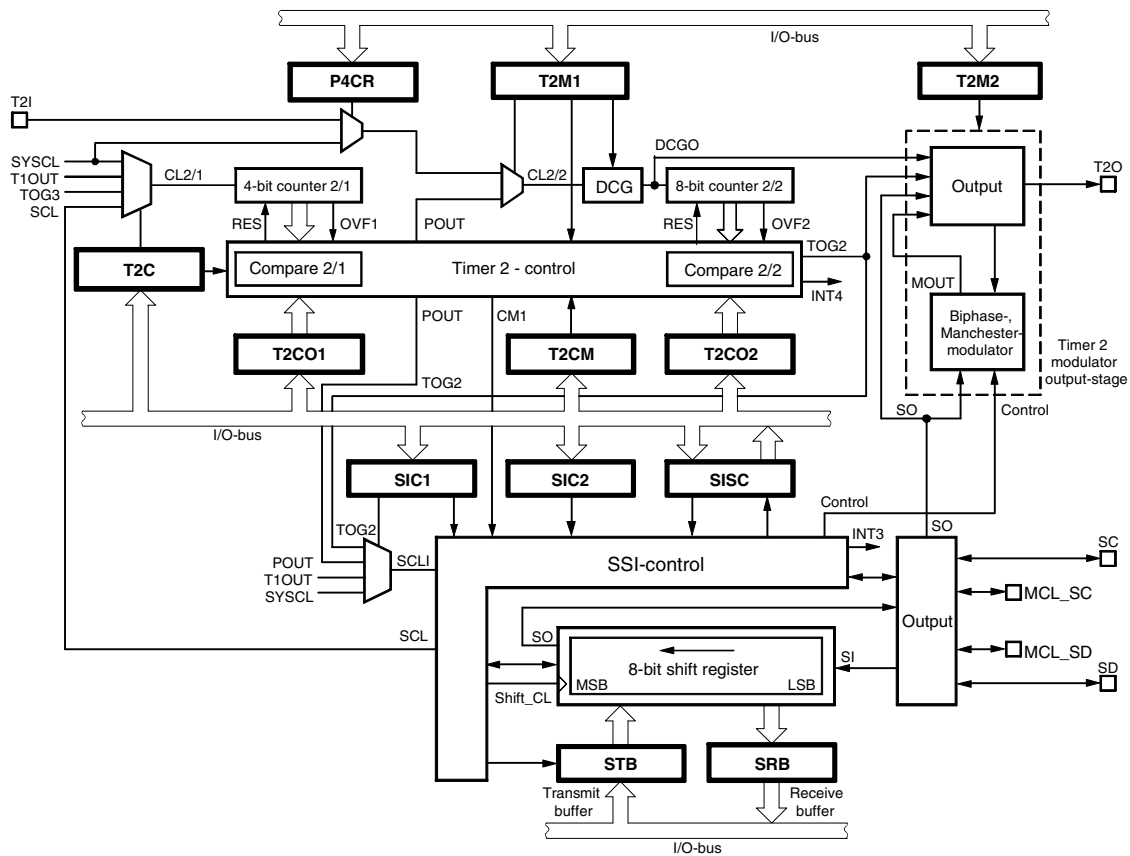 I/O-bus
P4CR
T2M1
T2M2
T2I
DCGO
SYSCL
T1OUT
TOG3
SCL
CL2/1
4-bit counter 2/1
CL2/2
DCG
8-bit counter 2/2
Output
T2O
RES
OVF1
POUT
RES
OVF2
TOG2
T2C
Compare 2/1
Timer 2 - control
Compare 2/2
INT4
MOUT
Biphase-,
Manchester-
modulator
Timer 2
modulator
output-stage
POUT
CM1
T2CO1
T2CM
T2CO2
TOG2
SO
Control
I/O-bus
SIC1
SIC2
SISC
Control
TOG2
SO
INT3
SC
POUT
T1OUT
SYSCL
SCLI
SSI-control
MCL_SC
Output
SCL
SO
8-bit shift register
MSB
LSB
SI
MCL_SD
SD
Shift_CL
STB
SRB
Transmit
buffer
Receive
buffer
I/O-bus